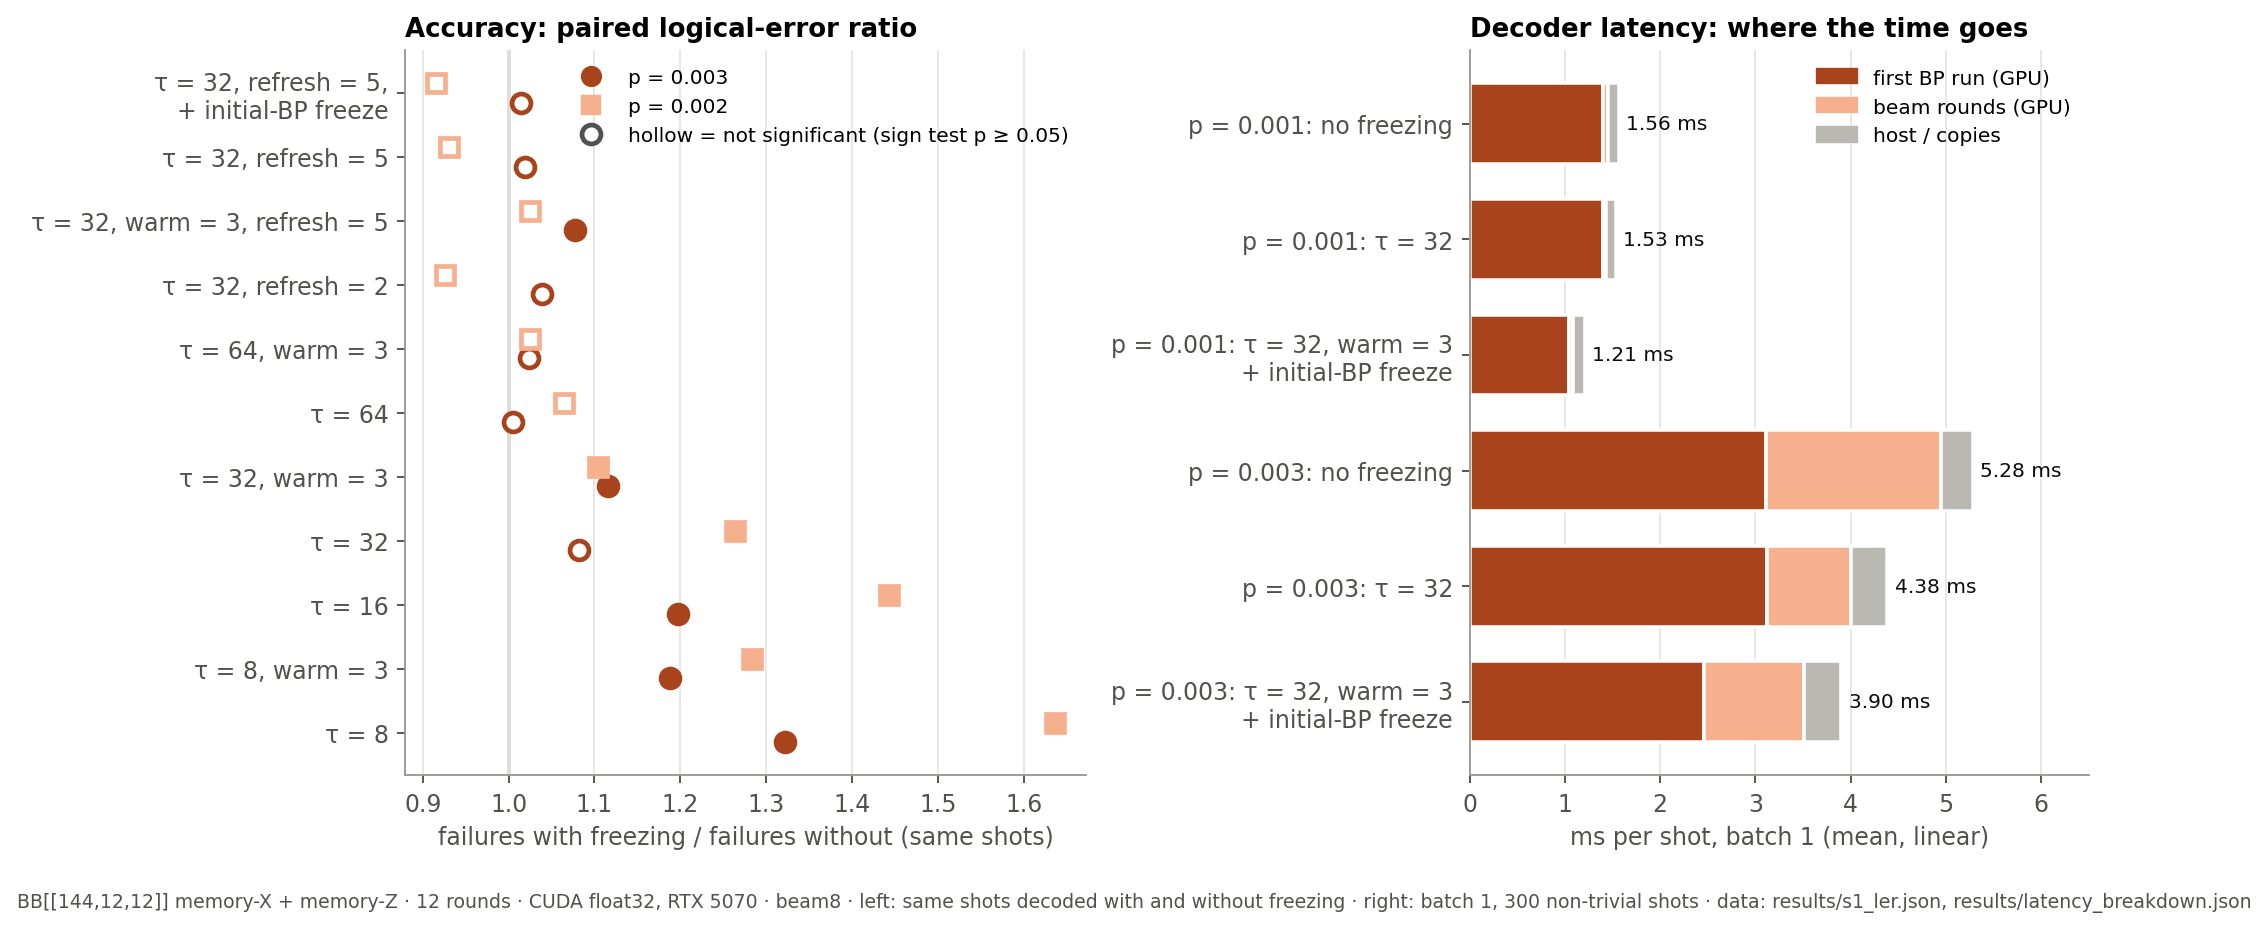 Accuracy: paired logical-error ratio
p = 0.003
p = 0.002
hollow = not significant (sign test p ≥ 0.05)
τ = 32, refresh = 5,
+ initial-BP freeze
τ = 32, refresh = 5
τ = 32, warm = 3, refresh = 5
τ = 32, refresh = 2
τ = 64, warm = 3
τ = 64
τ = 32, warm = 3
τ = 32
τ = 16
τ = 8, warm = 3
τ = 8
0.9 1.0 1.1 1.2 1.3 1.4 1.5 1.6
failures with freezing / failures without (same shots)
Decoder latency: where the time goes
first BP run (GPU)
beam rounds (GPU)
host / copies
p = 0.001: no freezing
1.56 ms
p = 0.001: τ = 32
1.53 ms
p = 0.001: τ = 32, warm = 3
+ initial-BP freeze
1.21 ms
p = 0.003: no freezing
5.28 ms
p = 0.003: τ = 32
4.38 ms
p = 0.003: τ = 32, warm = 3
+ initial-BP freeze
3.90 ms
0 1 2 3 4 5 6
ms per shot, batch 1 (mean, linear)
BB[[144,12,12]] memory-X + memory-Z · 12 rounds · CUDA float32, RTX 5070 · beam8 · left: same shots decoded with and without freezing · right: batch 1, 300 non-trivial shots · data: results/s1_ler.json, results/latency_breakdown.json